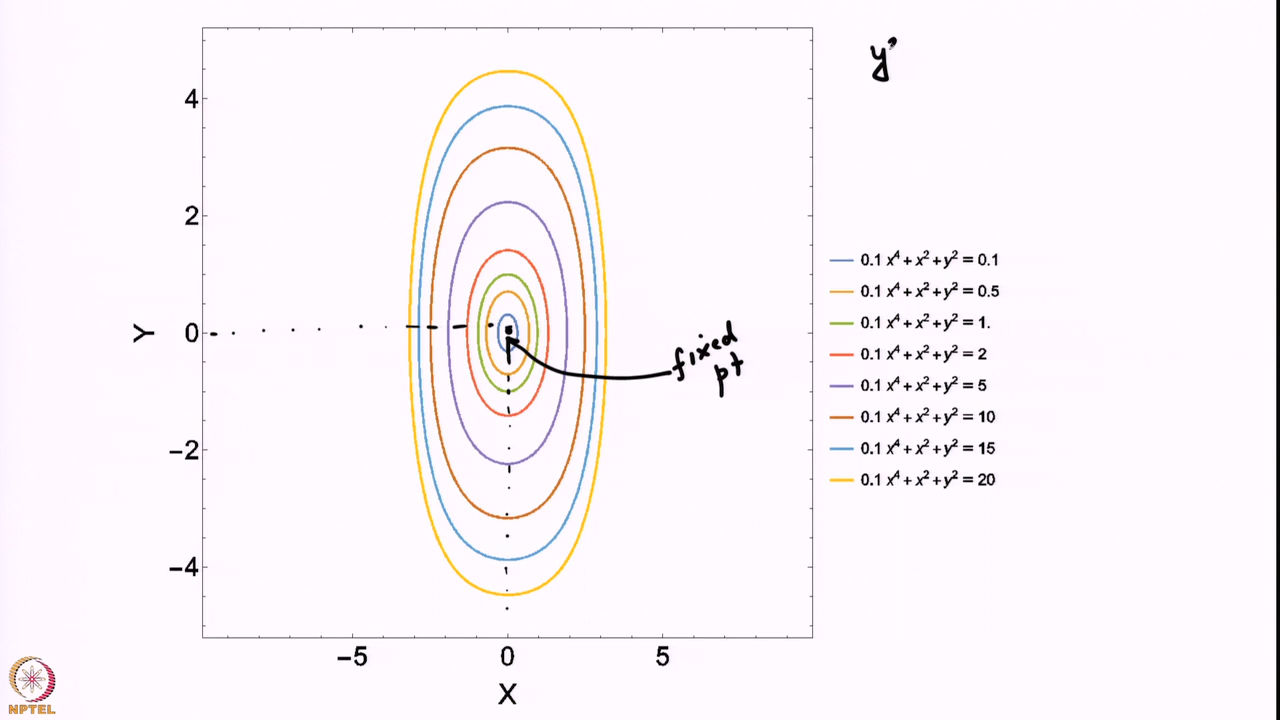 y'
4
2
Y
0
−2
−4
−5
0
5
X
fixed
pt
0.1 x⁴ + x² + y² = 0.1
0.1 x⁴ + x² + y² = 0.5
0.1 x⁴ + x² + y² = 1.
0.1 x⁴ + x² + y² = 2
0.1 x⁴ + x² + y² = 5
0.1 x⁴ + x² + y² = 10
0.1 x⁴ + x² + y² = 15
0.1 x⁴ + x² + y² = 20
NPTEL